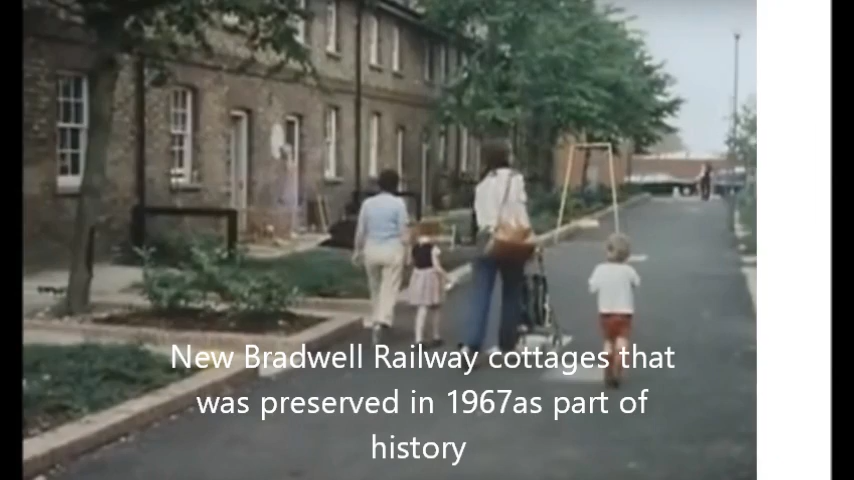 New Bradwell Railway cottages that
was preserved in 1967as part of
history